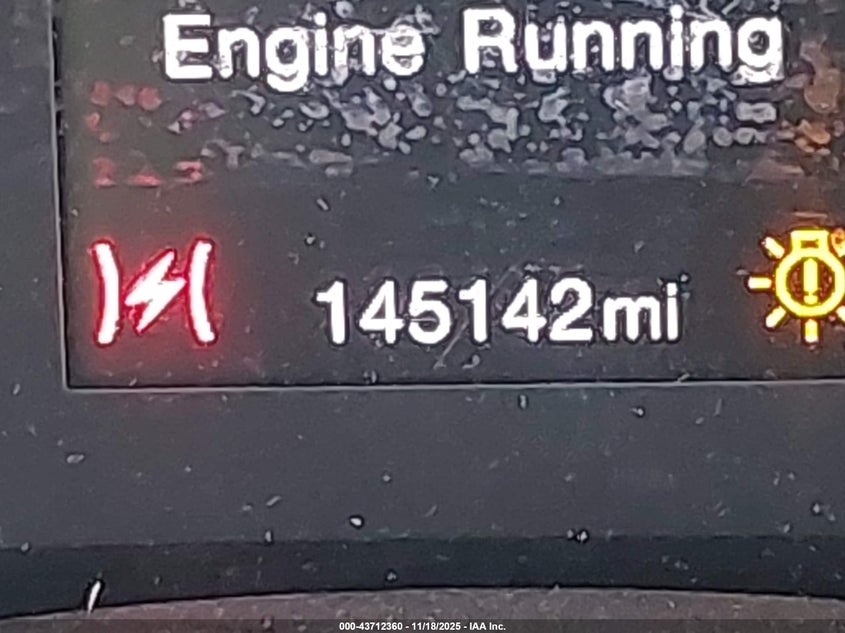 Engine Running
145142mi
000-43712360 - 11/18/2025 - IAA Inc.